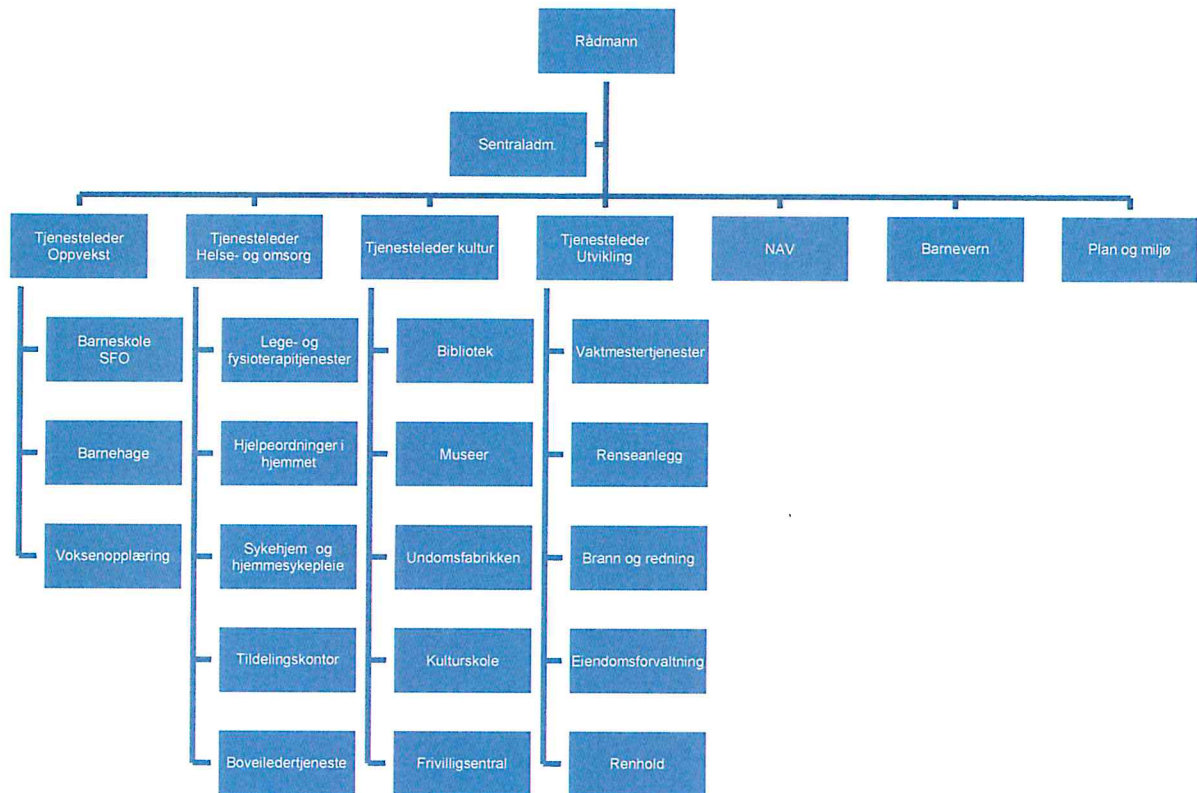 Rådmann
Sentraladm.
Tjenesteleder
Oppvekst
Tjenesteleder
Helse- og omsorg
Tjenesteleder kultur
Tjenesteleder
Utvikling
NAV
Barnevern
Plan og miljø
Barneskole
SFO
Lege- og
fysioterapitjenester
Bibliotek
Vaktmestertjenester
Barnehage
Hjelpeordninger i
hjemmet
Museer
Renseanlegg
Voksenopplæring
Sykehjem og
hjemmesykepleie
Undomsfabrikken
Brann og redning
Tildelingskontor
Kulturskole
Eiendomsforvaltning
Boveiledertjeneste
Frivilligsentral
Renhold